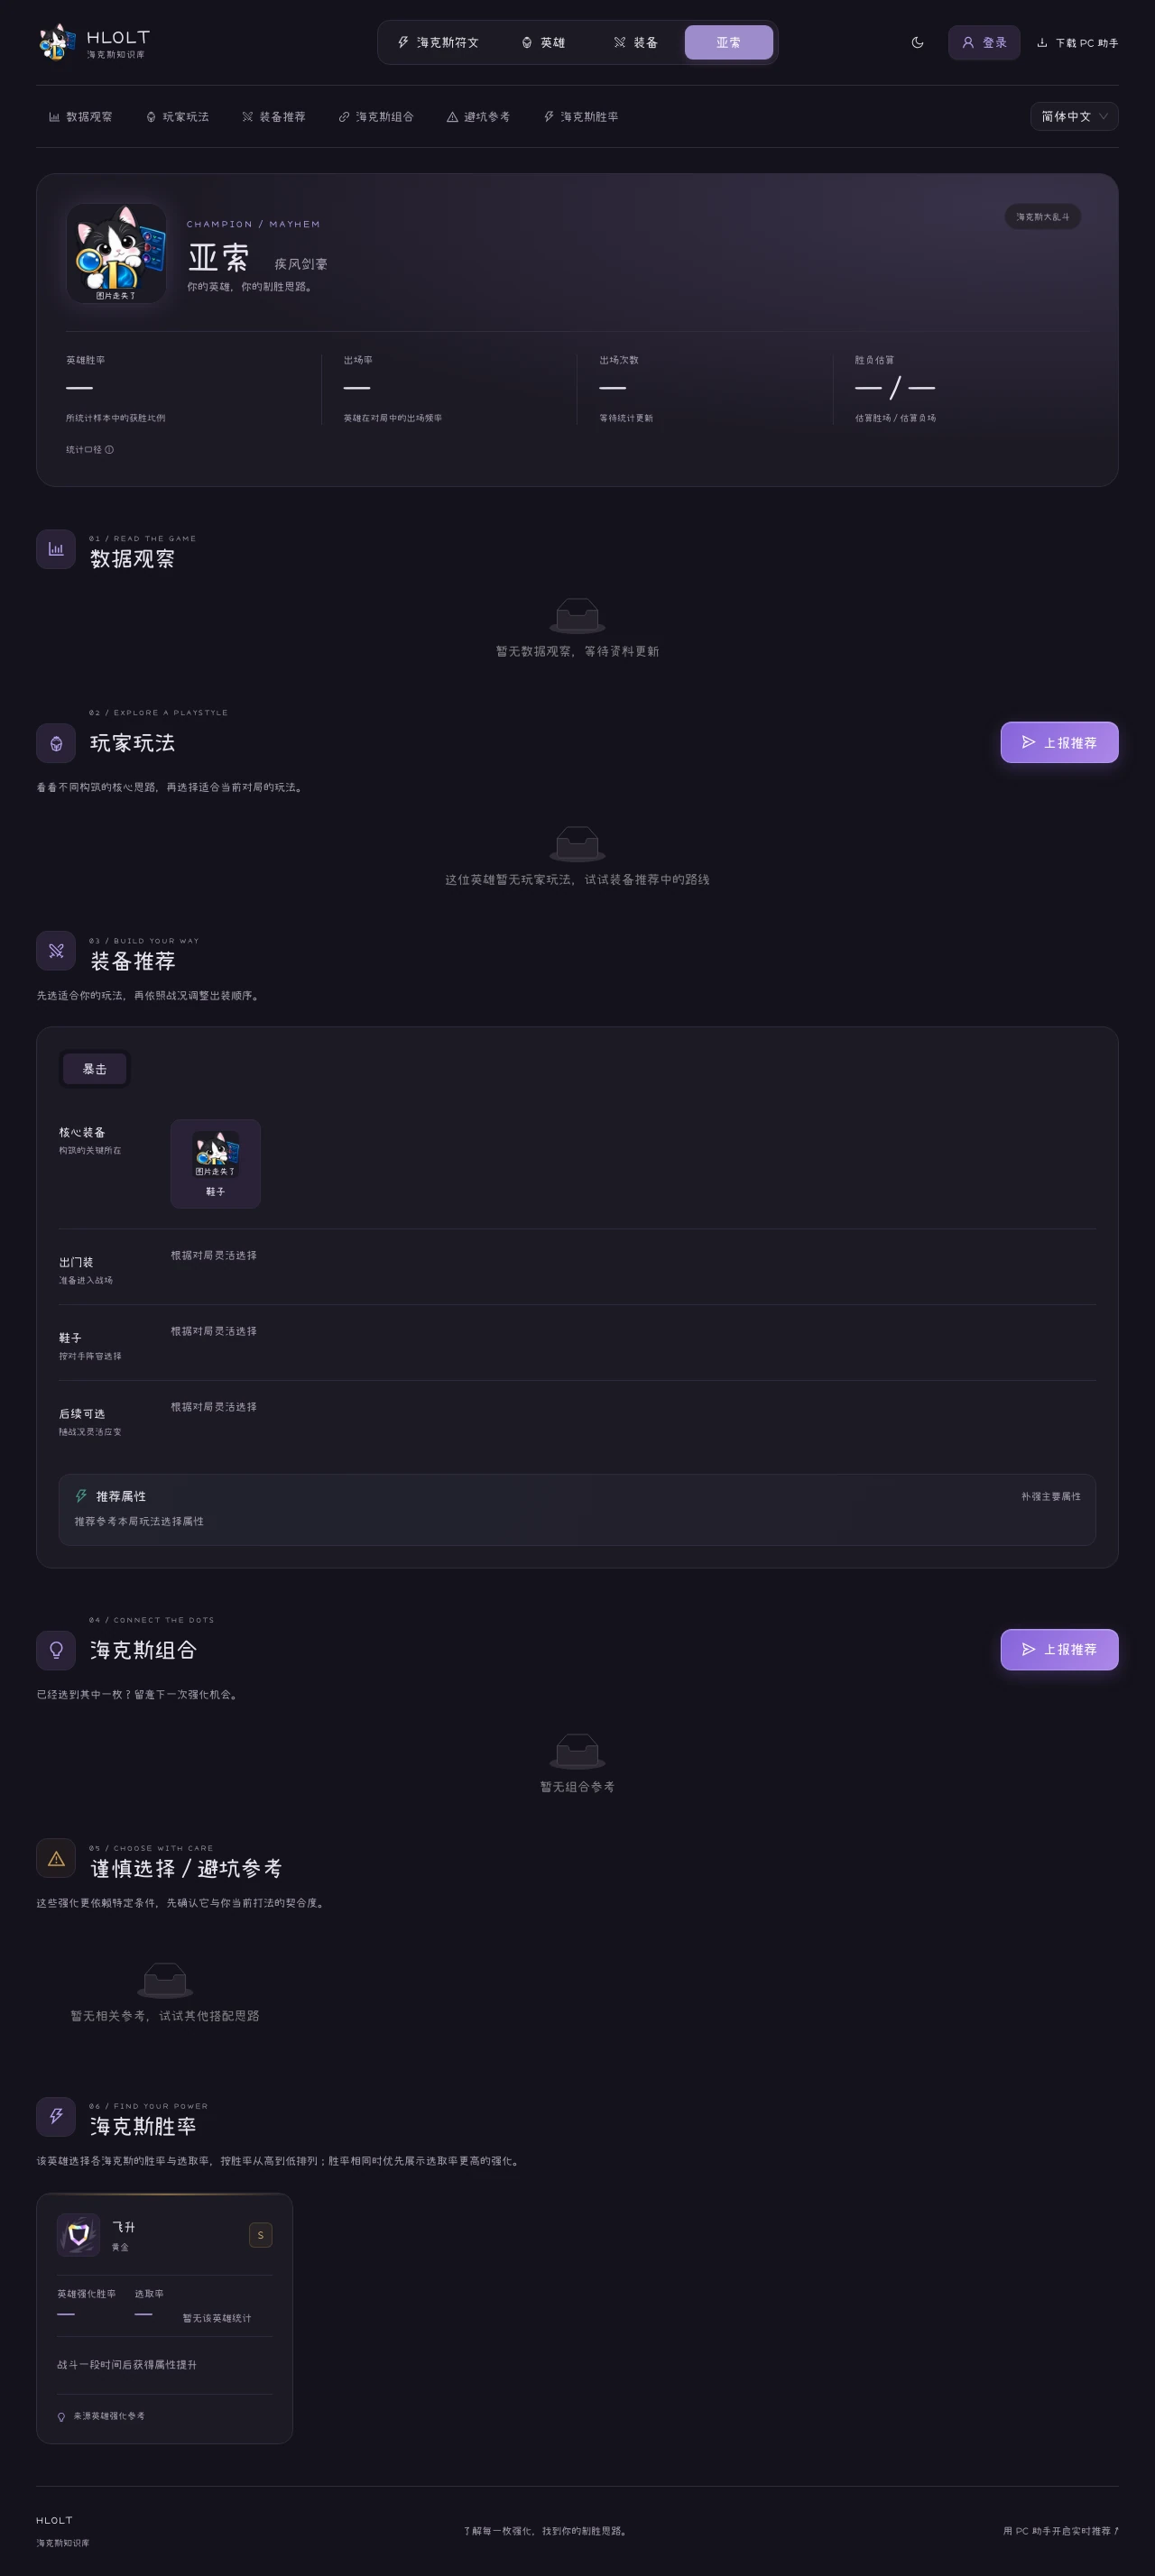 HLOLT
海克斯知识库
海克斯符文
英雄
装备
亚索
登录
下载 PC 助手
数据观察
玩家玩法
装备推荐
海克斯组合
避坑参考
海克斯胜率
简体中文
CHAMPION / MAYHEM
海克斯大乱斗
亚索 疾风剑豪
你的英雄，你的制胜思路。
图片走失了
英雄胜率
出场率
出场次数
胜负估算
—
—
—
— / —
所统计样本中的获胜比例
英雄在对局中的出场频率
等待统计更新
估算胜场 / 估算负场
统计口径
01 / READ THE GAME
数据观察
暂无数据观察，等待资料更新
02 / EXPLORE A PLAYSTYLE
玩家玩法
上报推荐
看看不同构筑的核心思路，再选择适合当前对局的玩法。
这位英雄暂无玩家玩法，试试装备推荐中的路线
03 / BUILD YOUR WAY
装备推荐
先选适合你的玩法，再依照战况调整出装顺序。
暴击
核心装备
构筑的关键所在
图片走失了
鞋子
出门装
准备进入战场
根据对局灵活选择
鞋子
按对手阵容选择
根据对局灵活选择
后续可选
随战况灵活应变
根据对局灵活选择
推荐属性
补强主要属性
推荐参考本局玩法选择属性
04 / CONNECT THE DOTS
海克斯组合
上报推荐
已经选到其中一枚？留意下一次强化机会。
暂无组合参考
05 / CHOOSE WITH CARE
谨慎选择 / 避坑参考
这些强化更依赖特定条件，先确认它与你当前打法的契合度。
暂无相关参考，试试其他搭配思路
06 / FIND YOUR POWER
海克斯胜率
该英雄选择各海克斯的胜率与选取率，按胜率从高到低排列；胜率相同时优先展示选取率更高的强化。
飞升
黄金
S
英雄强化胜率
选取率
—
—
暂无该英雄统计
战斗一段时间后获得属性提升
来源英雄强化参考
HLOLT
海克斯知识库
了解每一枚强化，找到你的制胜思路。
用 PC 助手开启实时推荐